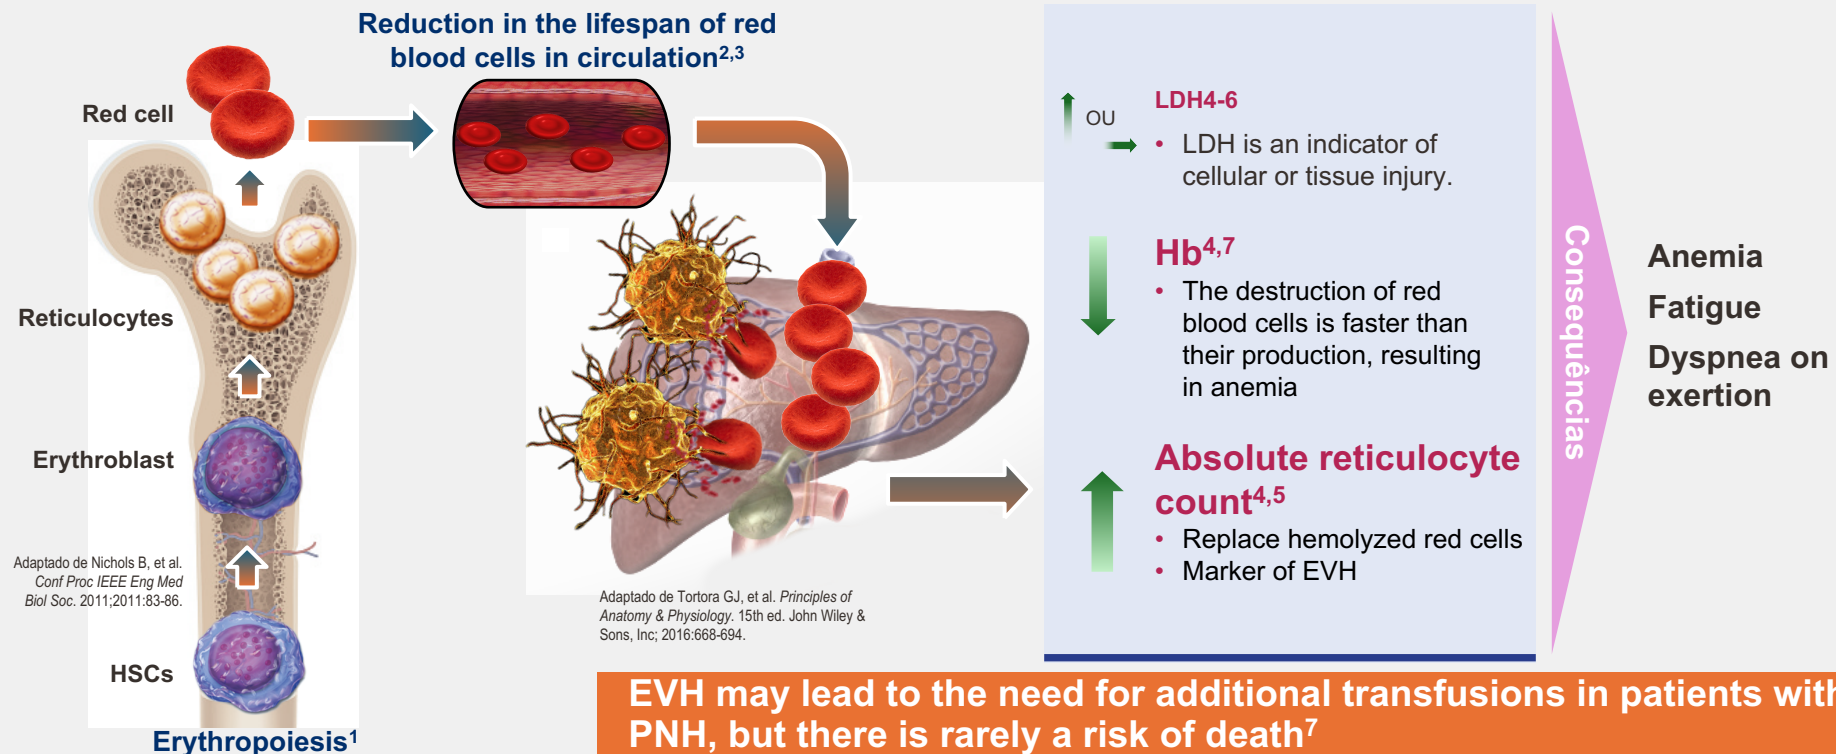 Reduction in the lifespan of red
blood cells in circulation2,3
Red cell
Reticulocytes
Erythroblast
Adaptado de Nichols B, et al.
Conf Proc IEEE Eng Med
Biol Soc. 2011;2011:83-86.
HSCs
Erythropoiesis1
Adaptado de Tortora GJ, et al. Principles of
Anatomy & Physiology. 15th ed. John Wiley &
Sons, Inc; 2016:668-694.
OU
LDH4-6
• LDH is an indicator of
cellular or tissue injury.
Hb4,7
• The destruction of red
blood cells is faster than
their production, resulting
in anemia
Absolute reticulocyte
count4,5
• Replace hemolyzed red cells
• Marker of EVH
Consequências
Anemia
Fatigue
Dyspnea on
exertion
EVH may lead to the need for additional transfusions in patients with
PNH, but there is rarely a risk of death7